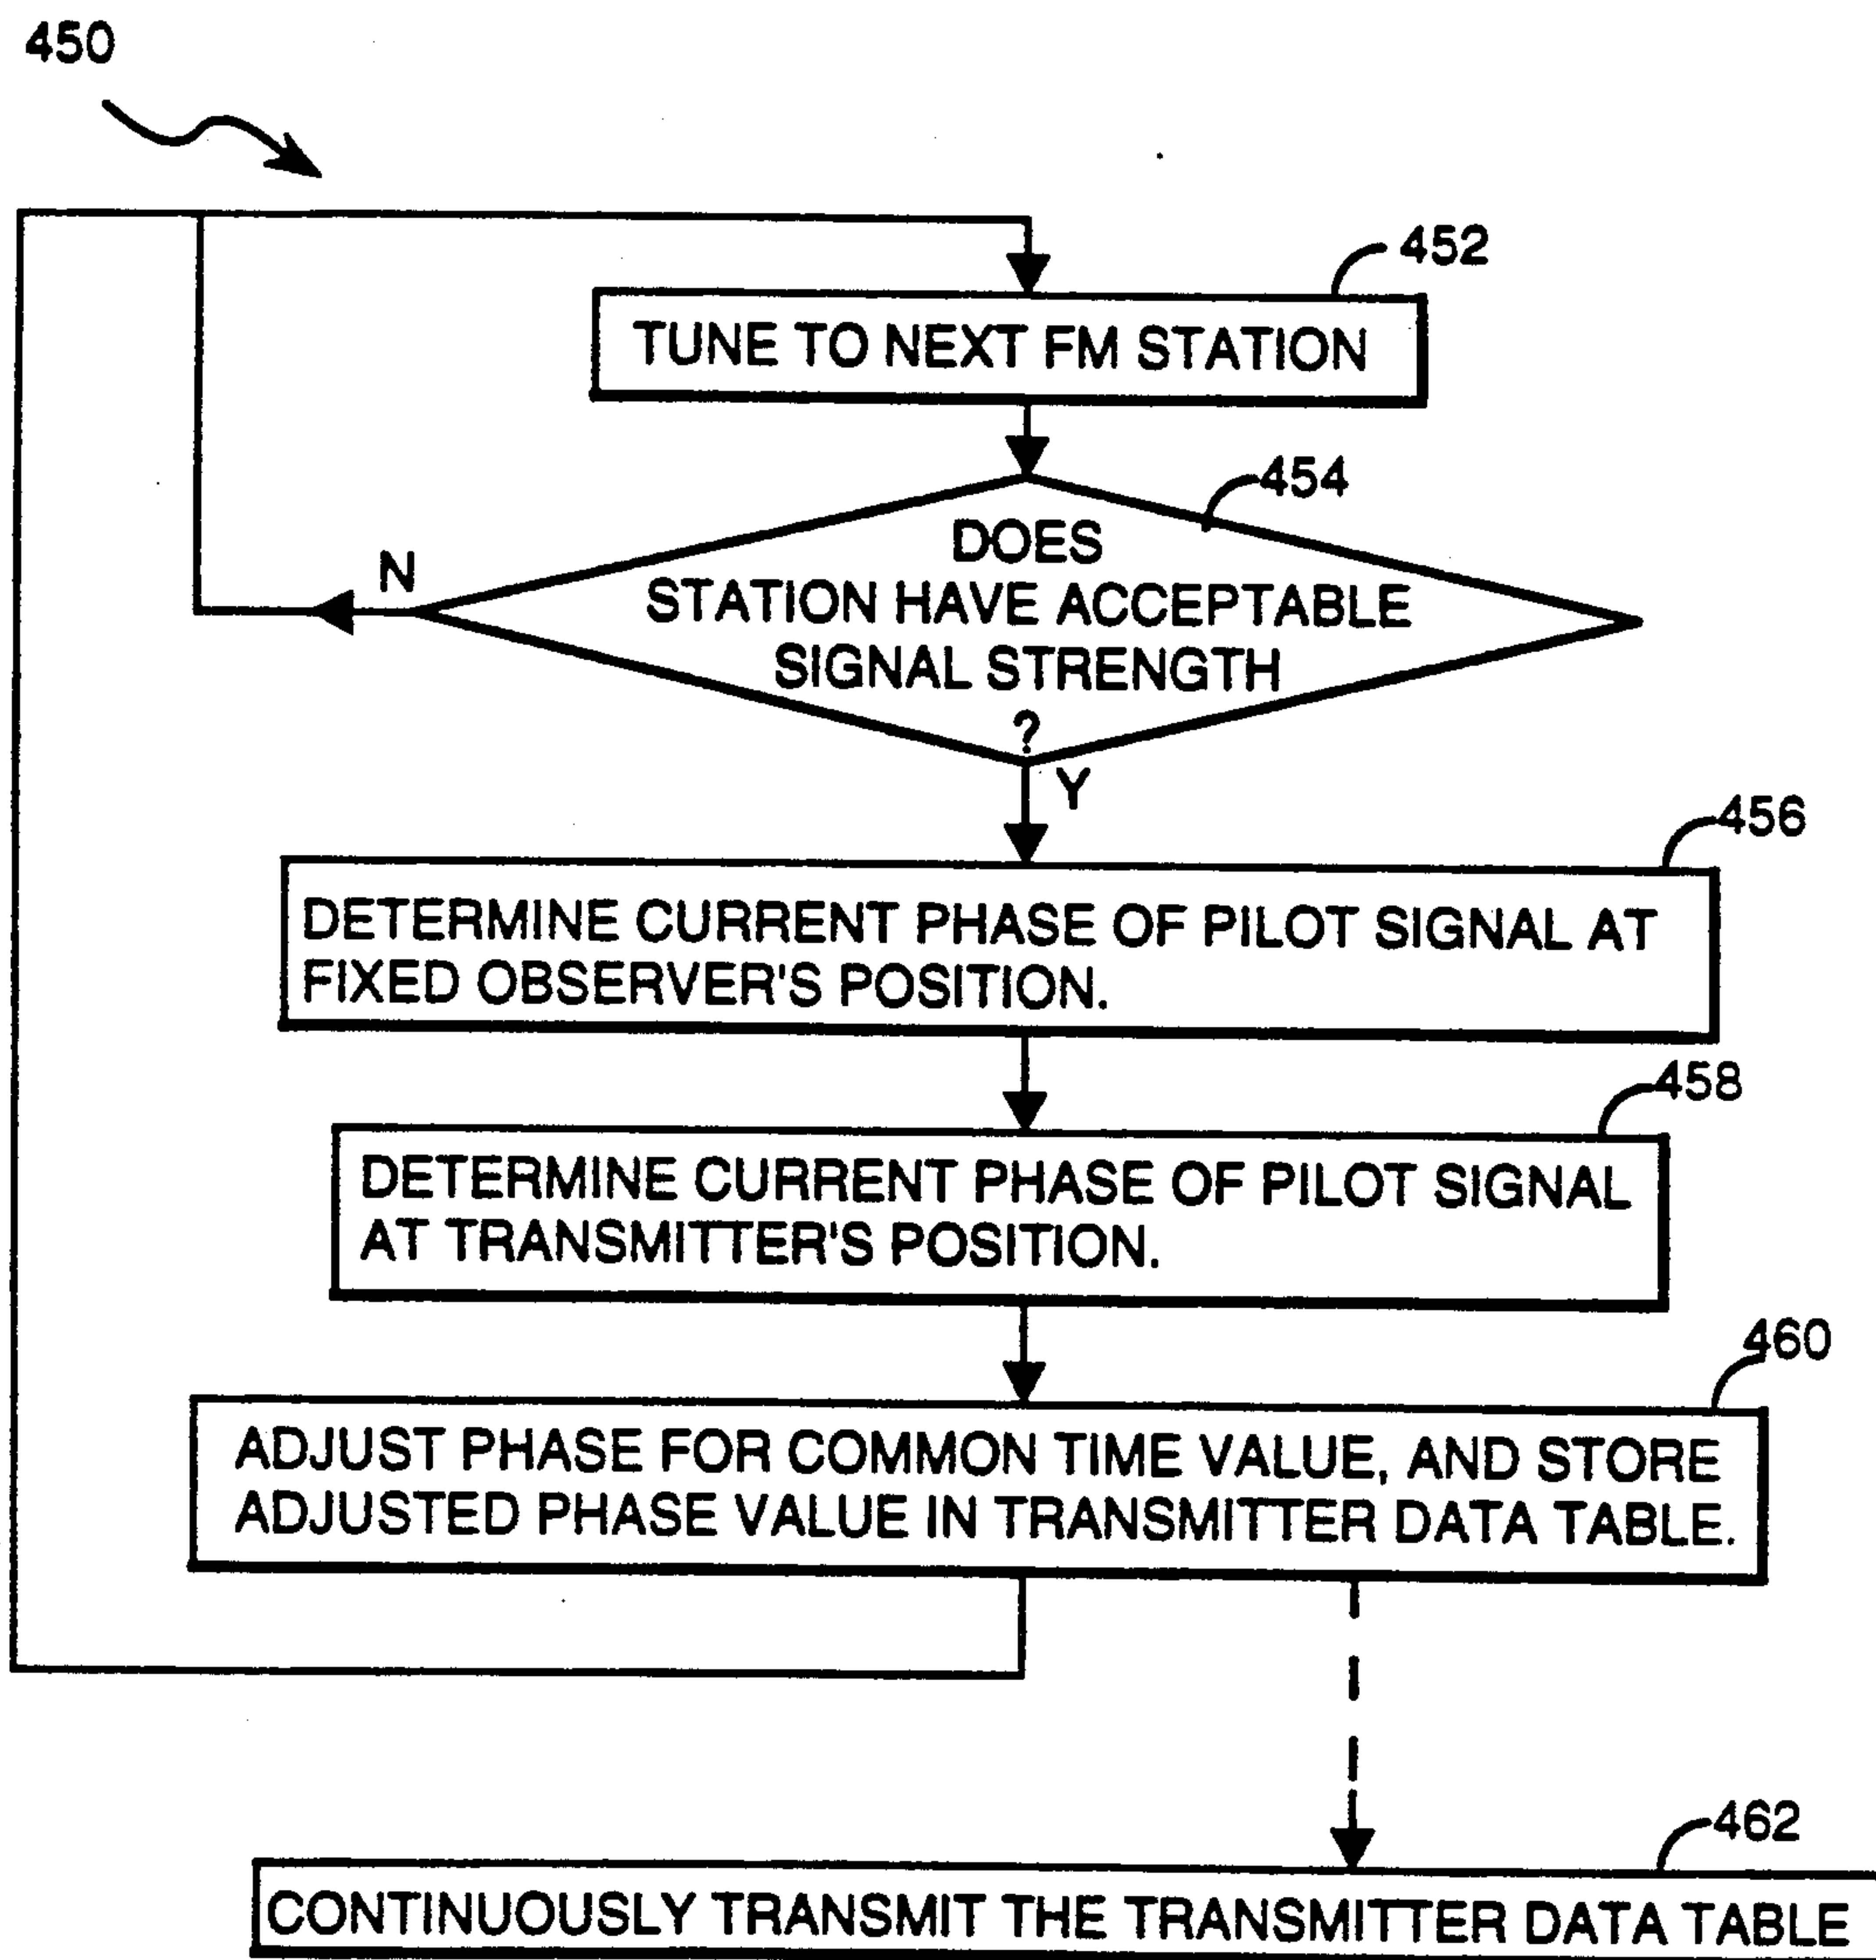 450
452
TUNE TO NEXT FM STATION
454
DOES
STATION HAVE ACCEPTABLE
SIGNAL STRENGTH
?
N
Y
456
DETERMINE CURRENT PHASE OF PILOT SIGNAL AT
FIXED OBSERVER'S POSITION.
458
DETERMINE CURRENT PHASE OF PILOT SIGNAL
AT TRANSMITTER'S POSITION.
460
ADJUST PHASE FOR COMMON TIME VALUE, AND STORE
ADJUSTED PHASE VALUE IN TRANSMITTER DATA TABLE.
462
CONTINUOUSLY TRANSMIT THE TRANSMITTER DATA TABLE